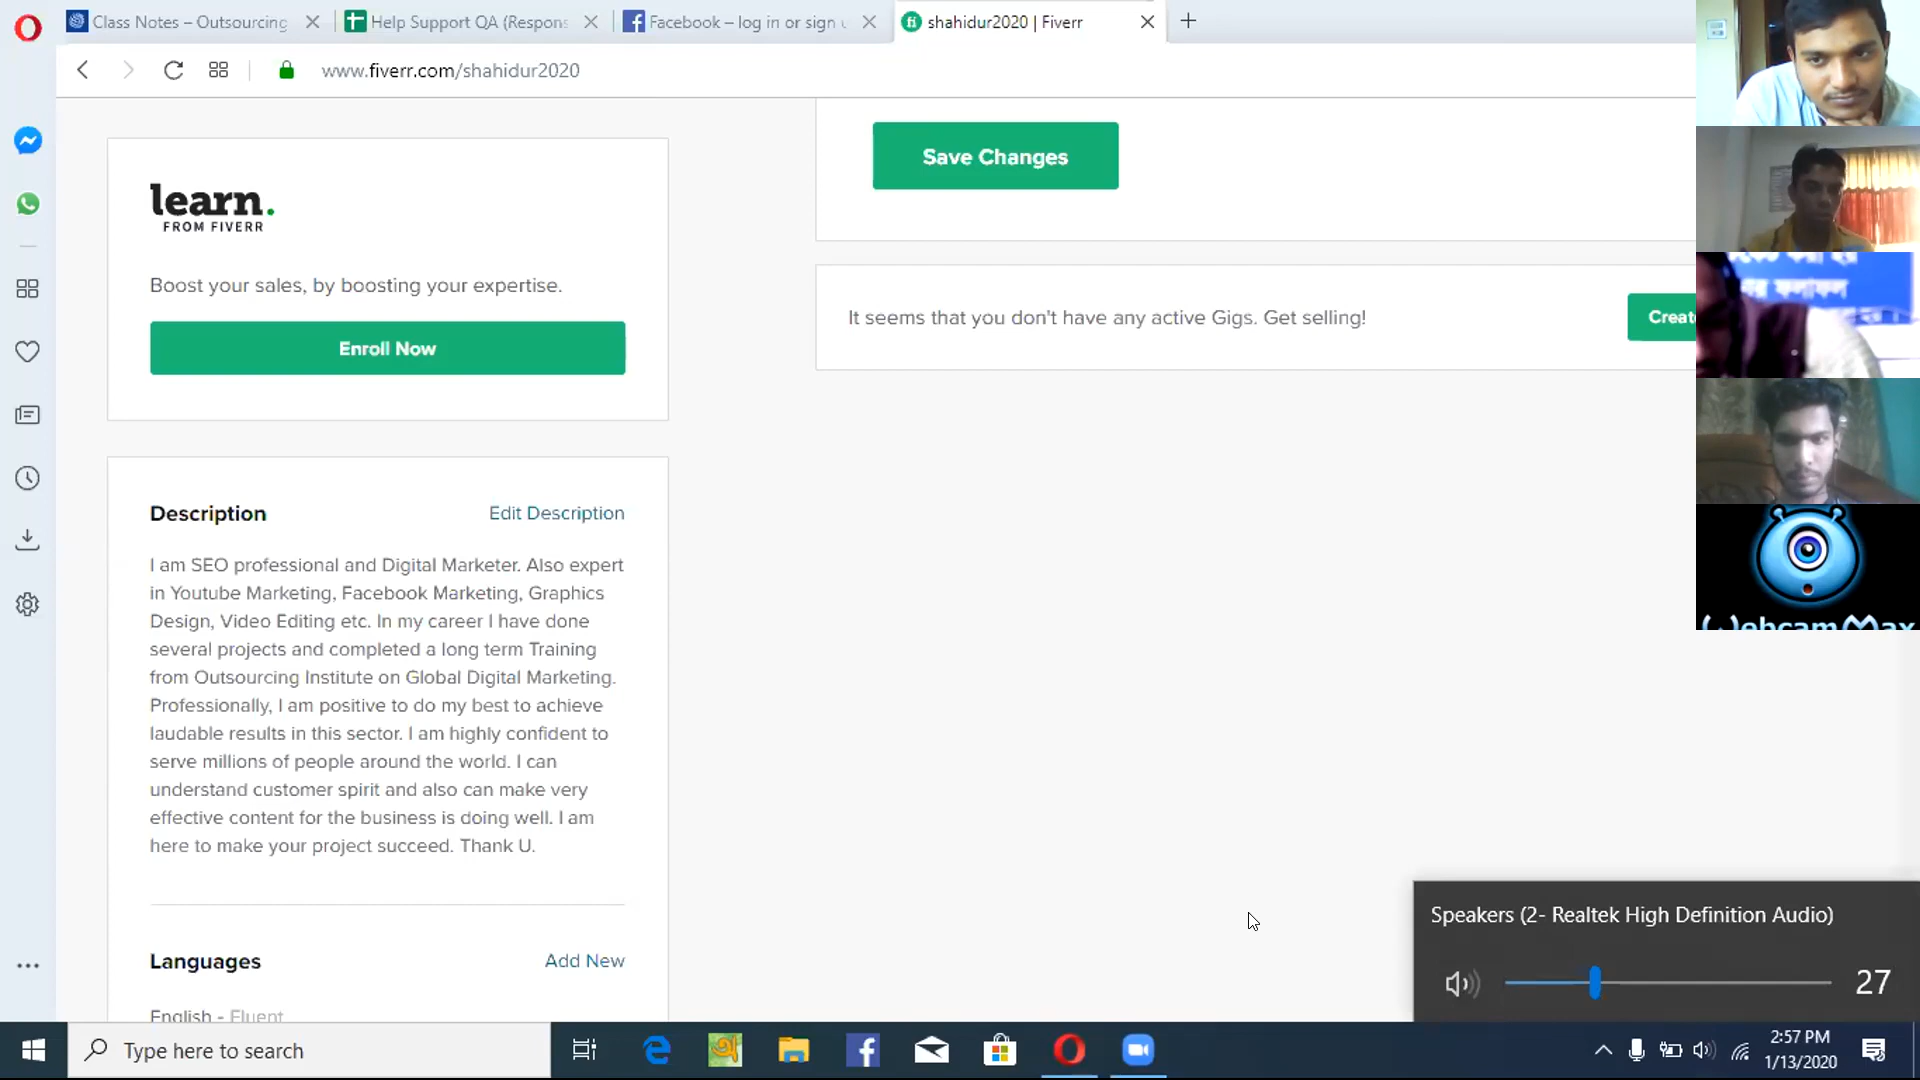 Class Notes – Outsourcing
Help Support QA (Respons
Facebook – log in or sign u
shahidur2020 | Fiverr
www.fiverr.com/shahidur2020
learn.
FROM FIVERR
Boost your sales, by boosting your expertise.
Enroll Now
Save Changes
It seems that you don't have any active Gigs. Get selling!
Create
Description
Edit Description
I am SEO professional and Digital Marketer. Also expert
in Youtube Marketing, Facebook Marketing, Graphics
Design, Video Editing etc. In my career I have done
several projects and completed a long term Training
from Outsourcing Institute on Global Digital Marketing.
Professionally, I am positive to do my best to achieve
laudable results in this sector. I am highly confident to
serve millions of people around the world. I can
understand customer spirit and also can make very
effective content for the business is doing well. I am
here to make your project succeed. Thank U.
Languages
Add New
English - Fluent
ফলাফল
WebcamMax
Speakers (2- Realtek High Definition Audio)
27
Type here to search
2:57 PM
1/13/2020